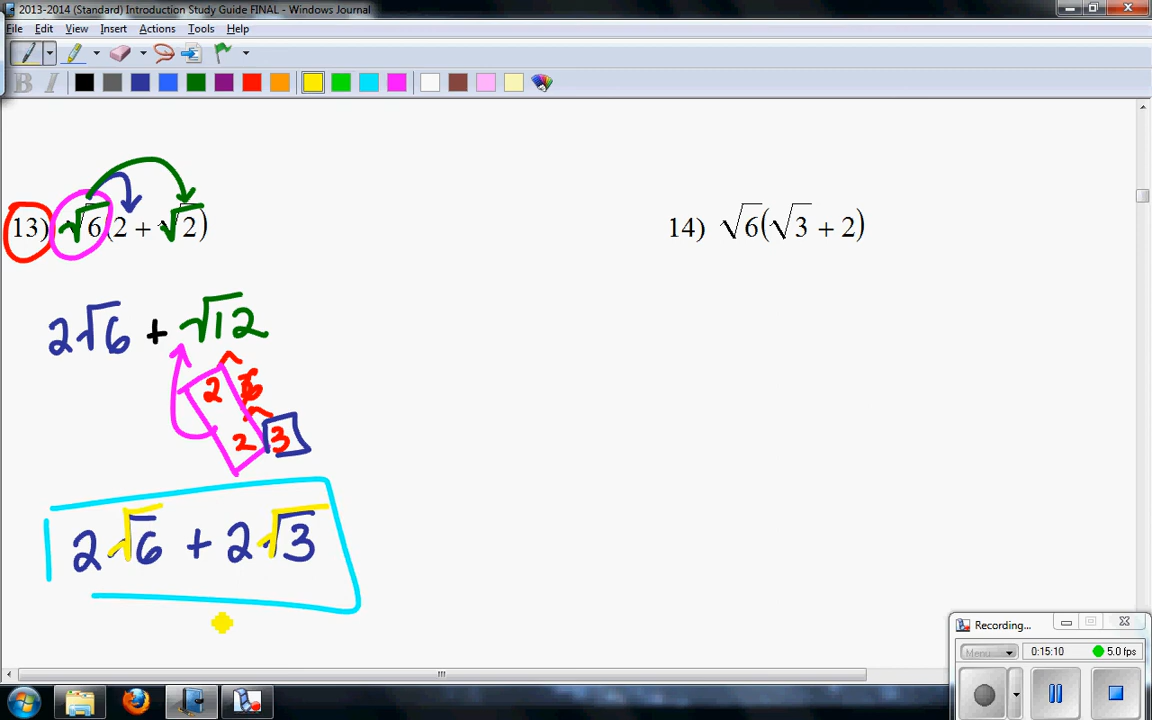 2013-2014 (Standard) Introduction Study Guide FINAL - Windows Journal
File Edit View Insert Actions Tools Help
B I
13) √6(2 + √2)
14) √6(√3 + 2)
2√6 + √12
2 6
2 3
2√6 + 2√3
Recording...
Menu 0:15:10 5.0 fps